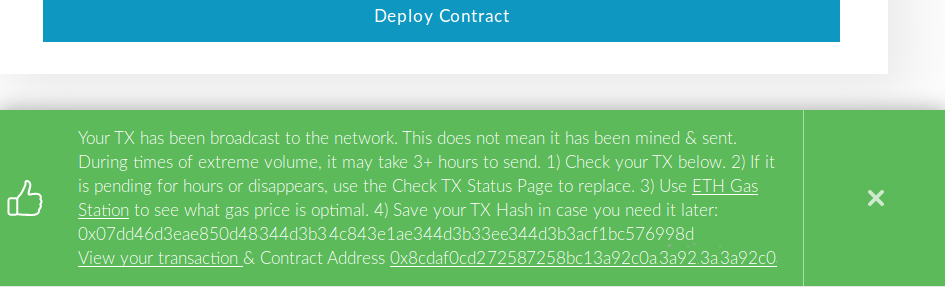 Deploy Contract
Your TX has been broadcast to the network. This does not mean it has been mined & sent.
During times of extreme volume, it may take 3+ hours to send. 1) Check your TX below. 2) If it
is pending for hours or disappears, use the Check TX Status Page to replace. 3) Use ETH Gas
Station to see what gas price is optimal. 4) Save your TX Hash in case you need it later:
0x07dd46d3eae850d48344d3b34c843e1ae344d3b33ee344d3b3acf1bc576998d
View your transaction & Contract Address 0x8cdaf0cd272587258bc13a92c0a3a923a3a92c0